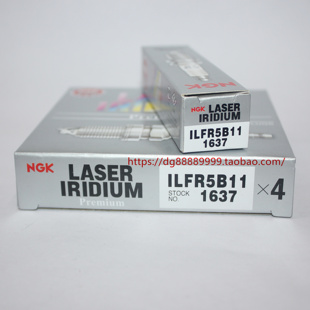 NGK LASER IRIDIUM
ILFR5B11
1637
https://dg88889999.taobao.com/
NGK LASER IRIDIUM
Premium
ILFR5B11
STOCK NO. 1637
×4